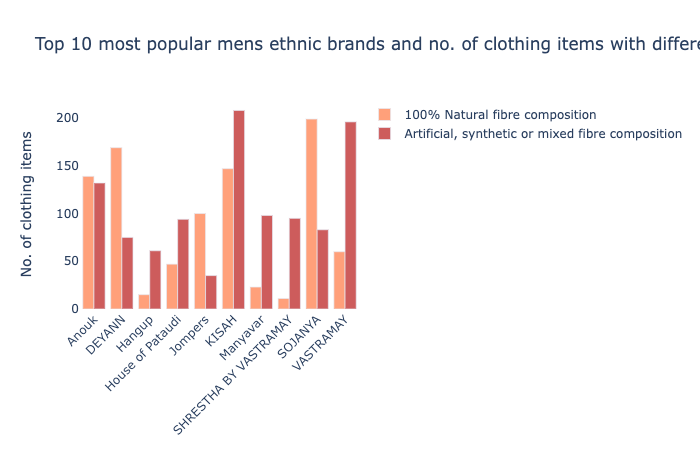 Top 10 most popular mens ethnic brands and no. of clothing items with differe
100% Natural fibre composition
Artificial, synthetic or mixed fibre composition
No. of clothing items
200
150
100
50
0
Anouk
DEYANN
Hangup
House of Pataudi
Jompers
KISAH
Manyavar
SHRESTHA BY VASTRAMAY
SOJANYA
VASTRAMAY